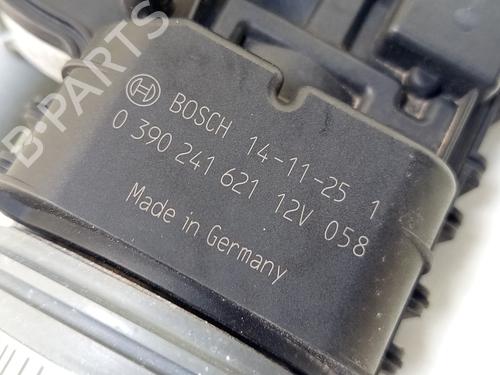 B-PARTS
BOSCH 14-11-25 1
0 390 241 621 12V 058
Made in Germany